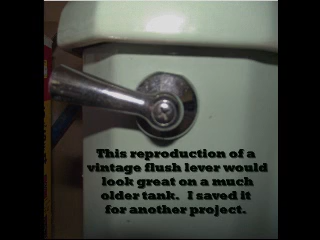 This reproduction of a
vintage flush lever would
look great on a much
older tank.  I saved it
for another project.